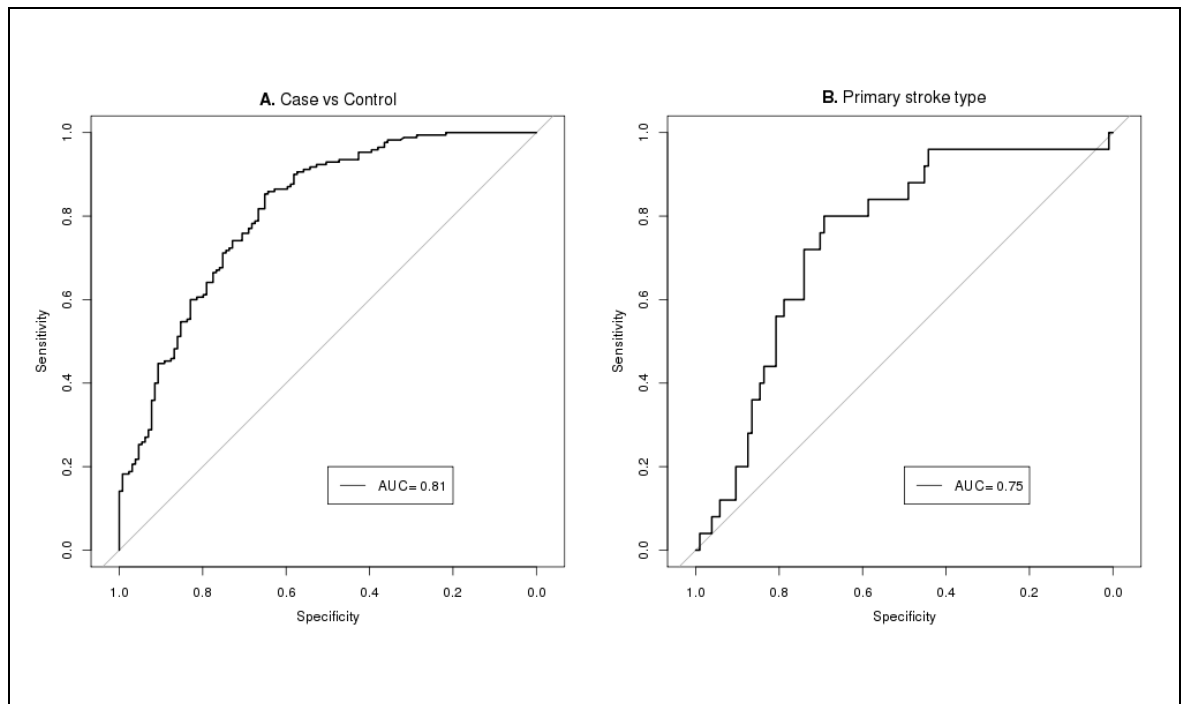 A. Case vs Control
1.0
0.8
0.6
0.4
0.2
0.0
Sensitivity
AUC= 0.81
1.0 0.8 0.6 0.4 0.2 0.0
Specificity
B. Primary stroke type
1.0
0.8
0.6
0.4
0.2
0.0
Sensitivity
AUC= 0.75
1.0 0.8 0.6 0.4 0.2 0.0
Specificity